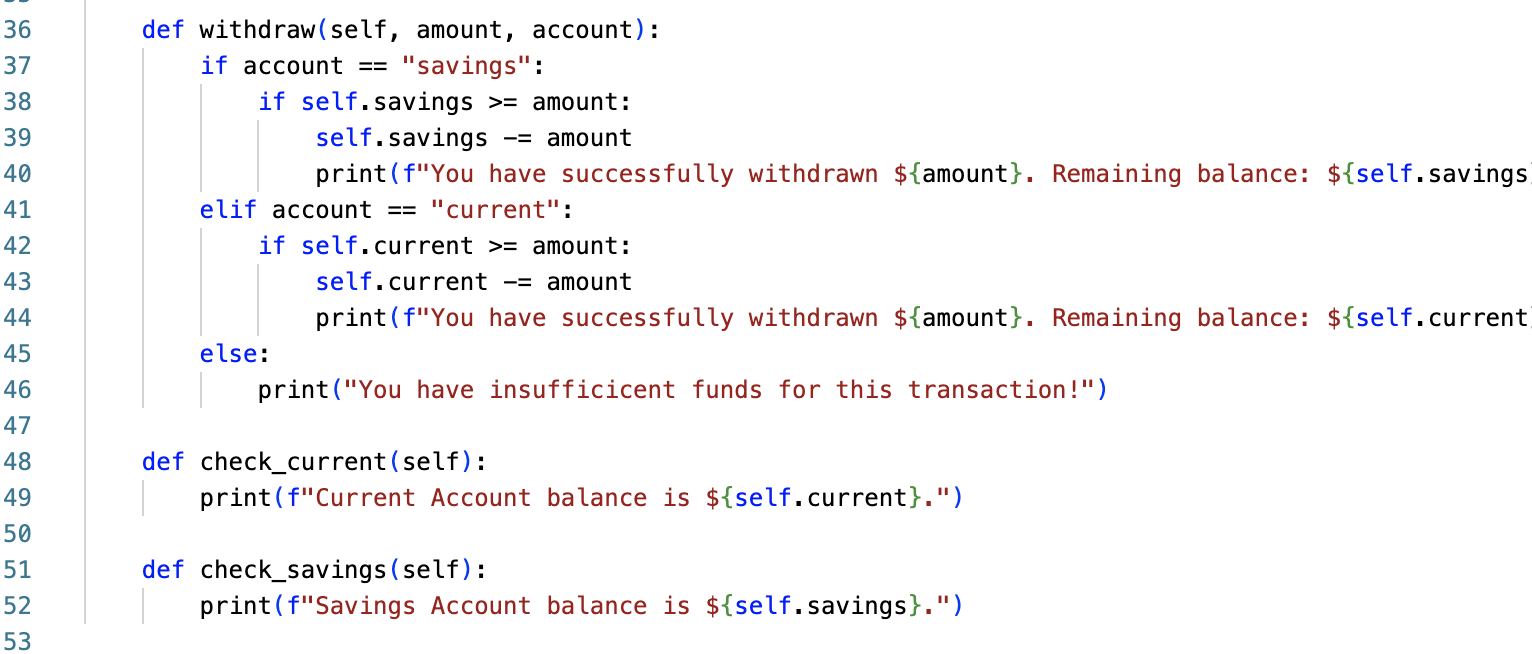 36 def withdraw(self, amount, account):
37 if account == "savings":
38 if self.savings >= amount:
39 self.savings -= amount
40 print(f"You have successfully withdrawn ${amount}. Remaining balance: ${self.savings
41 elif account == "current":
42 if self.current >= amount:
43 self.current -= amount
44 print(f"You have successfully withdrawn ${amount}. Remaining balance: ${self.current
45 else:
46 print("You have insufficicent funds for this transaction!")
47
48 def check_current(self):
49 print(f"Current Account balance is ${self.current}.")
50
51 def check_savings(self):
52 print(f"Savings Account balance is ${self.savings}.")
53